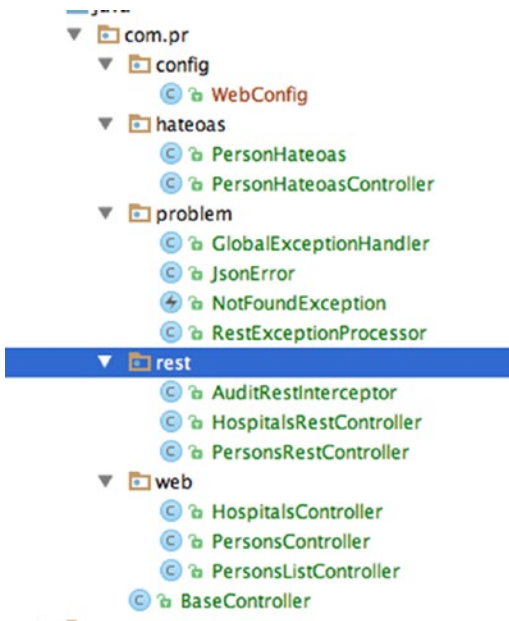 java
com.pr
config
WebConfig
hateoas
PersonHateoas
PersonHateoasController
problem
GlobalExceptionHandler
JsonError
NotFoundException
RestExceptionProcessor
rest
AuditRestInterceptor
HospitalsRestController
PersonsRestController
web
HospitalsController
PersonsController
PersonsListController
BaseController